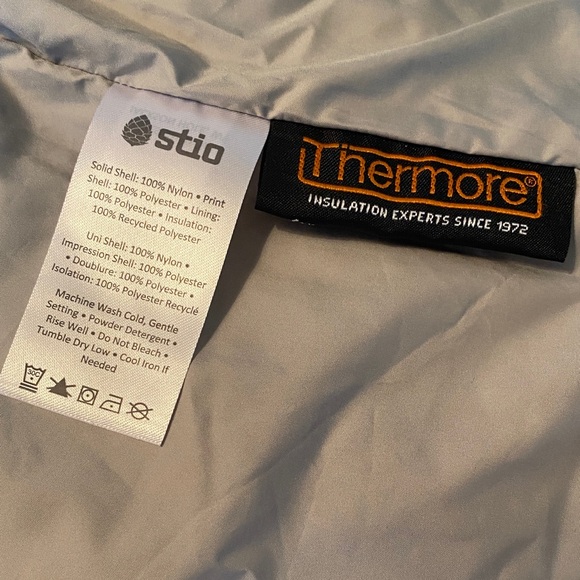 stio
Solid Shell: 100% Nylon • Print
Shell: 100% Polyester • Lining:
100% Polyester • Insulation:
100% Recycled Polyester
Uni Shell: 100% Nylon •
Impression Shell: 100% Polyester
• Doublure: 100% Polyester •
Isolation: 100% Polyester Recyclé
Machine Wash Cold, Gentle
Setting • Powder Detergent •
Rise Well • Do Not Bleach •
Tumble Dry Low • Cool Iron If
Needed
30C
Thermore®
INSULATION EXPERTS SINCE 1972